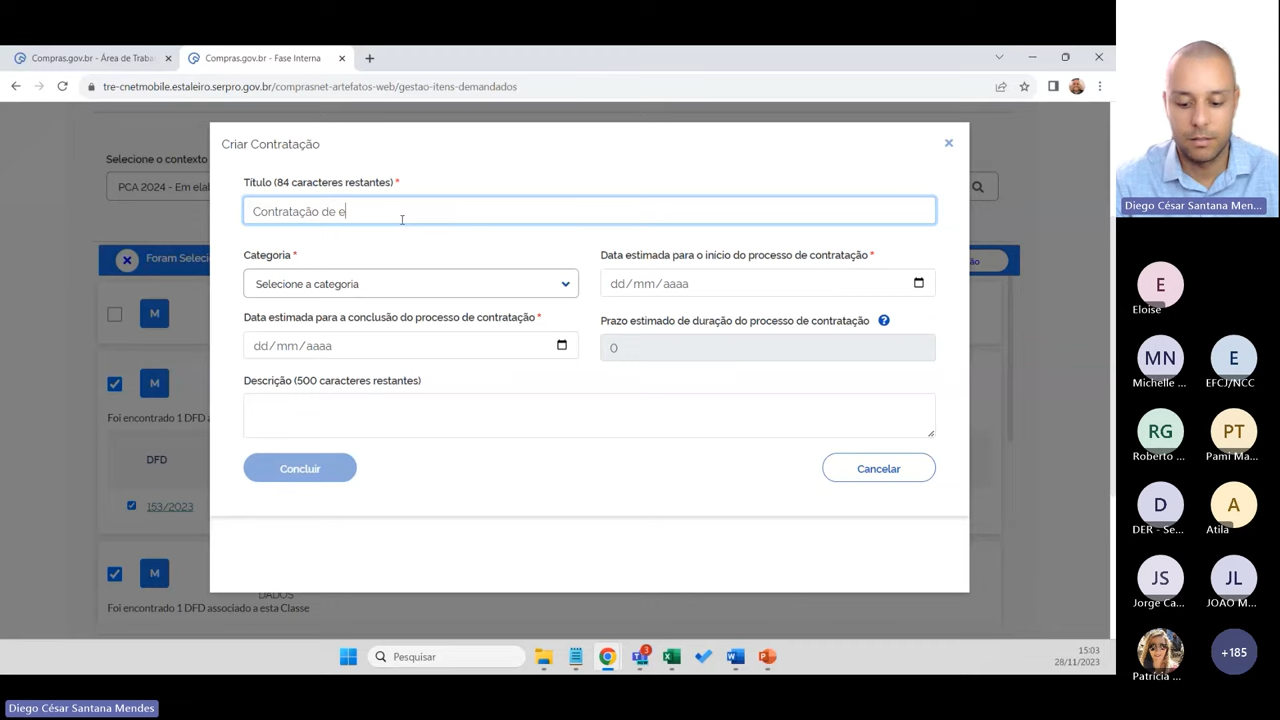 Compras.gov.br - Área de Traba
Compras.gov.br - Fase Interna
tre-cnetmobile.estaleiro.serpro.gov.br/comprasnet-artefatos-web/gestao-itens-demandados
Selecione o contexto
PCA 2024 - Em elab
Foram Seleci
ão
M
M
Foi encontrado 1 DFD a
DFD
153/2023
M
DADOS
Foi encontrado 1 DFD associado a esta Classe
Criar Contratação
Título (84 caracteres restantes) *
Contratação de e
Categoria *
Selecione a categoria
Data estimada para o início do processo de contratação *
dd/mm/aaaa
Data estimada para a conclusão do processo de contratação *
dd/mm/aaaa
Prazo estimado de duração do processo de contratação ?
0
Descrição (500 caracteres restantes)
Concluir
Cancelar
Pesquisar
3
15:03
28/11/2023
Diego César Santana Men...
E
Eloise
MN
Michelle ...
E
EFCJ/NCC
RG
Roberto ...
PT
Pami Ma...
D
DER - Se...
A
Atila
JS
Jorge Ca...
JL
JOAO M...
Patrícia ...
+185
Diego César Santana Mendes